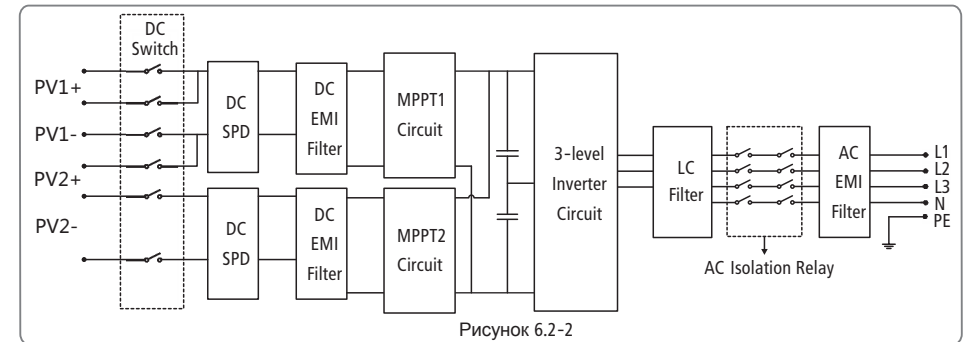 DC
Switch
PV1+
PV1-
PV2+
PV2-
DC
SPD
DC
SPD
DC
EMI
Filter
DC
EMI
Filter
MPPT1
Circuit
MPPT2
Circuit
3-level
Inverter
Circuit
LC
Filter
AC Isolation Relay
AC
EMI
Filter
L1
L2
L3
N
PE
Рисунок 6.2-2